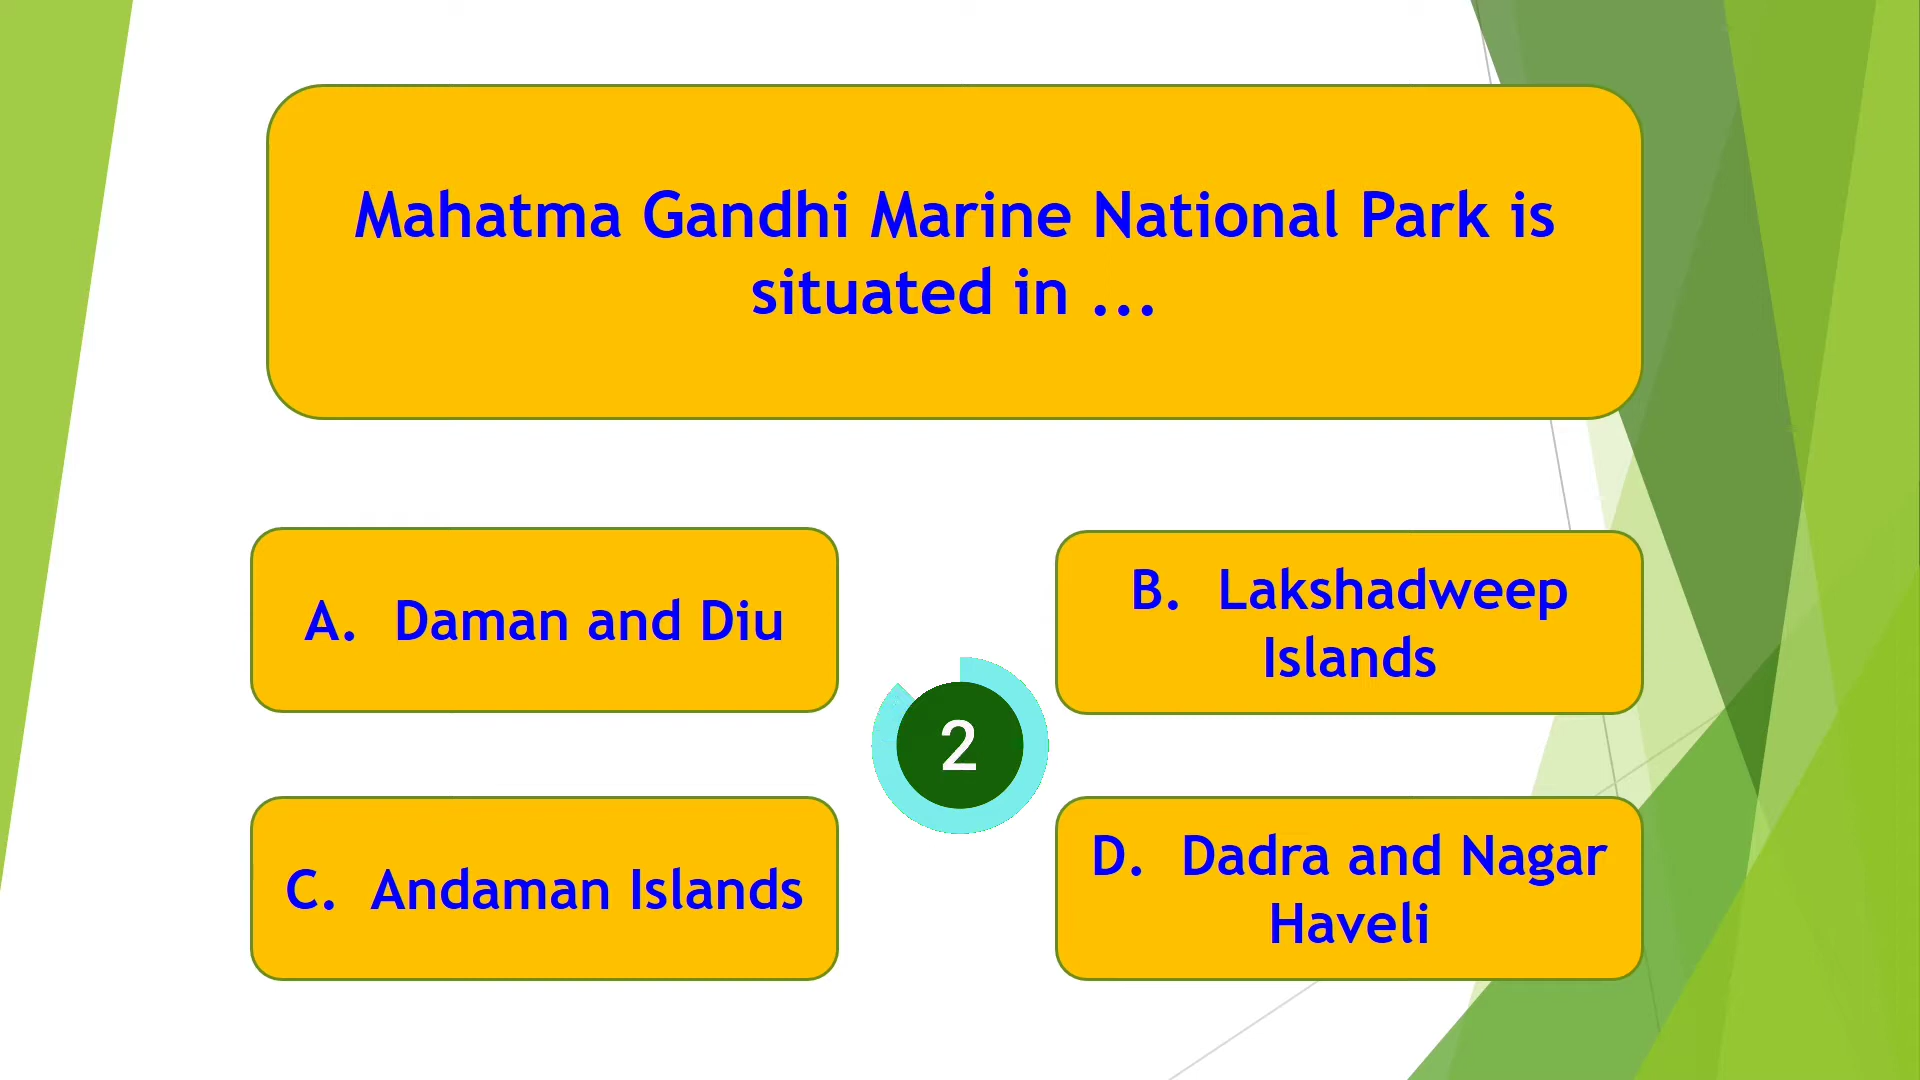 Mahatma Gandhi Marine National Park is
situated in ...
A. Daman and Diu
B. Lakshadweep
Islands
2
C. Andaman Islands
D. Dadra and Nagar
Haveli